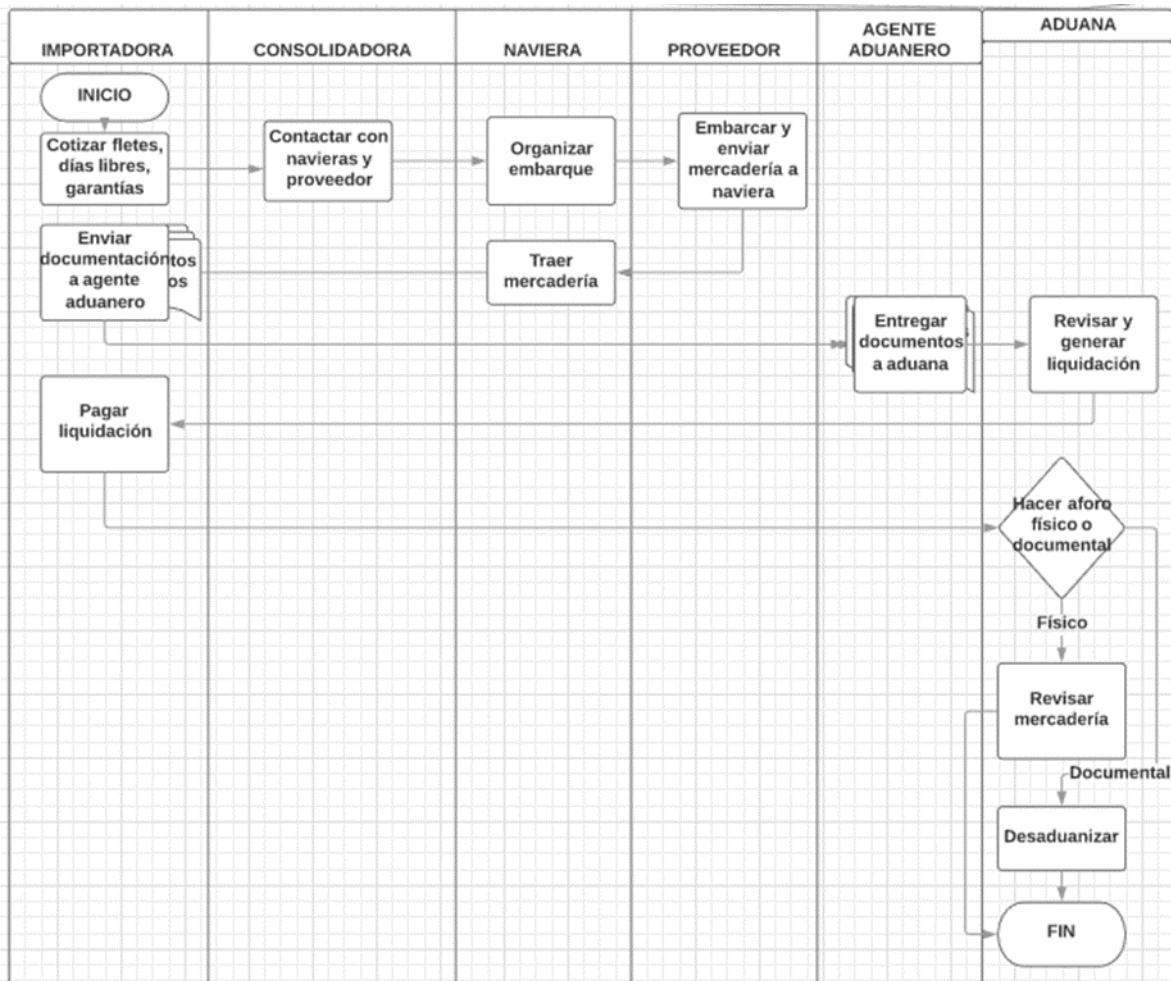 IMPORTADORA
CONSOLIDADORA
NAVIERA
PROVEEDOR
AGENTE
ADUANERO
ADUANA
INICIO
Cotizar fletes,
días libres,
garantías
Contactar con
navieras y
proveedor
Organizar
embarque
Embarcar y
enviar
mercadería a
naviera
Enviar
documentación
a agente
aduanero
tos
os
Traer
mercadería
Entregar
documentos
a aduana
Revisar y
generar
liquidación
Pagar
liquidación
Hacer aforo
físico o
documental
Físico
Revisar
mercadería
Documental
Desaduanizar
FIN